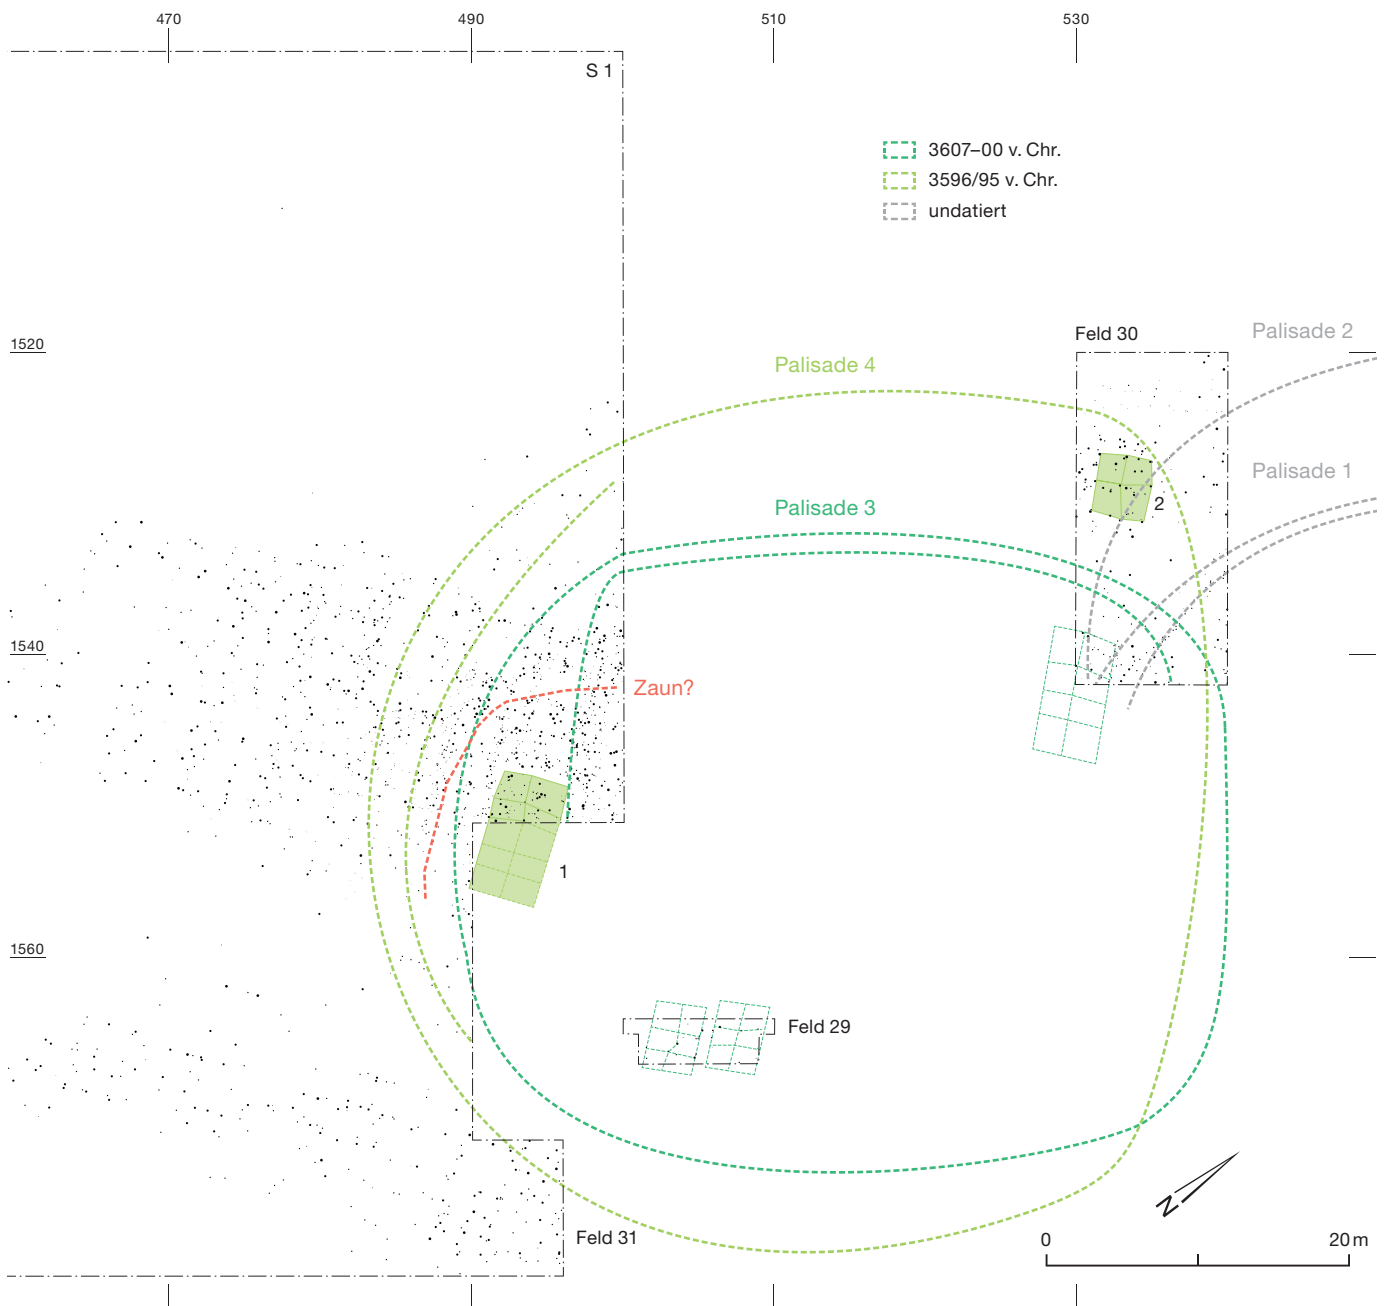 470 490 510 530
S 1
3607–00 v. Chr.
3596/95 v. Chr.
undatiert
Palisade 2
Feld 30
1520
Palisade 4
Palisade 1
2
Palisade 3
1540
Zaun?
1
1560
Feld 29
N
Feld 31
0 20 m